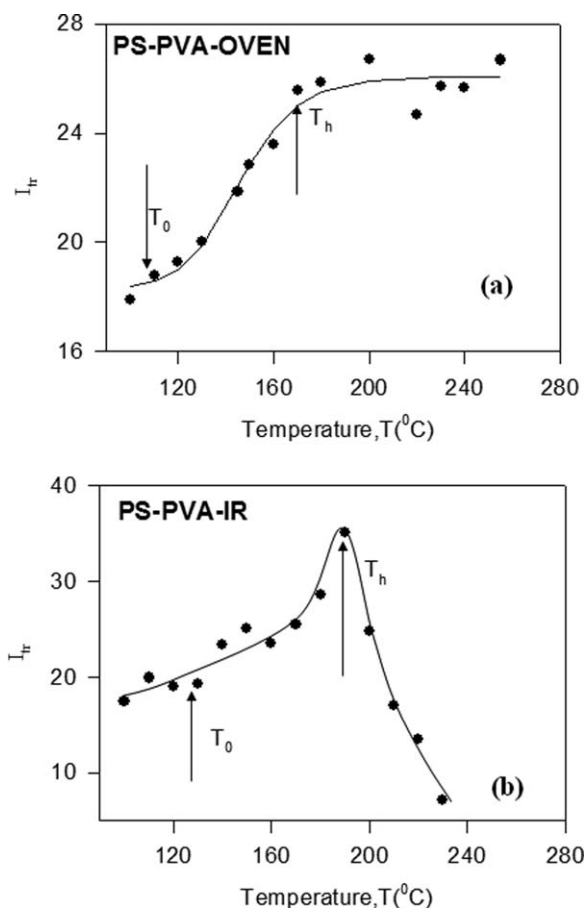 28
PS-PVA-OVEN
24
T_h
I_tr
T_0
20
(a)
16
120 160 200 240 280
Temperature,T(⁰C)
40
PS-PVA-IR
30
T_h
I_tr
20
T_0
10
(b)
120 160 200 240 280
Temperature,T(⁰C)